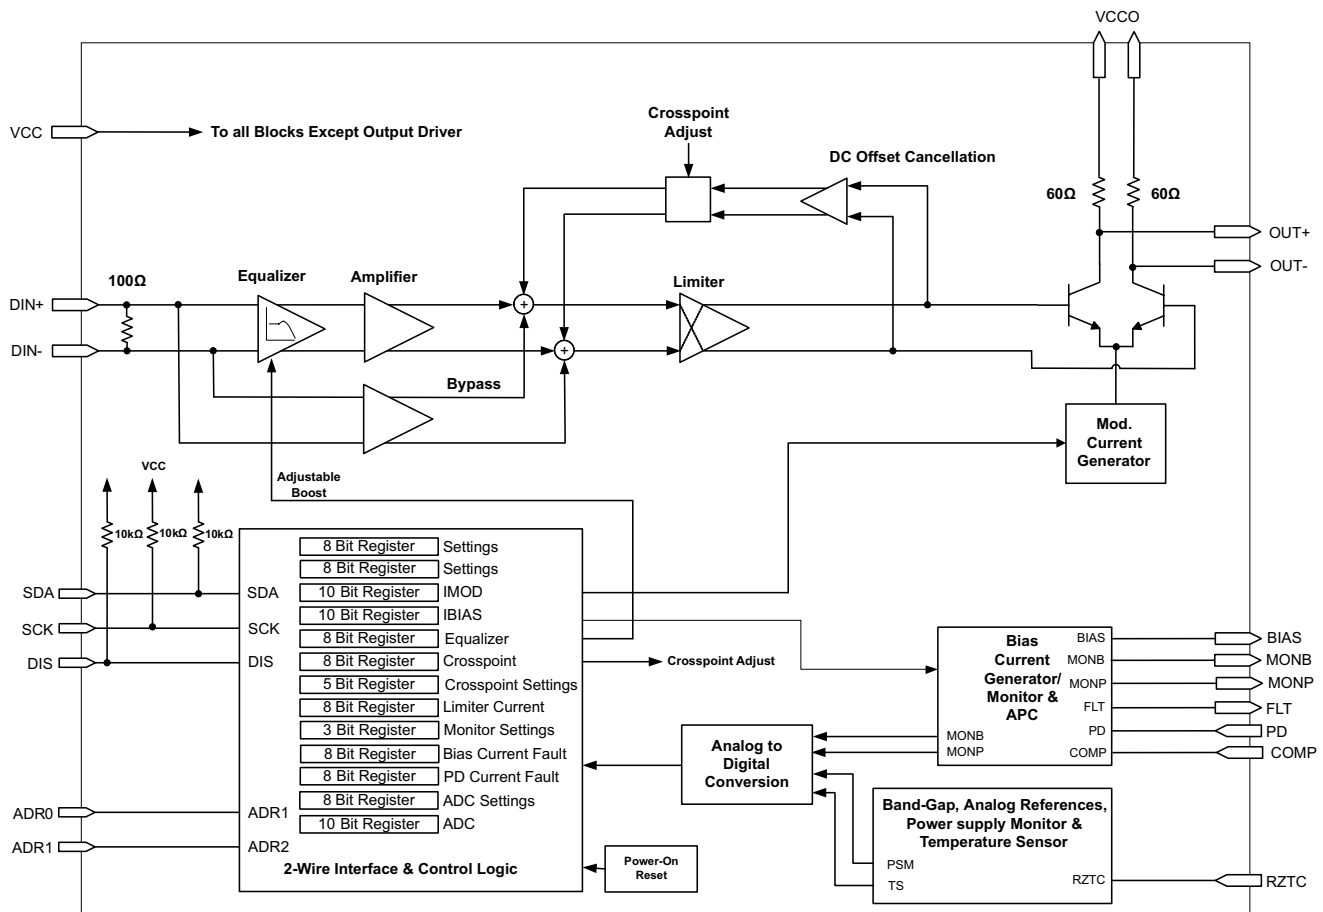 VCCO
VCC
To all Blocks Except Output Driver
Crosspoint
Adjust
DC Offset Cancellation
60Ω
60Ω
OUT+
OUT-
100Ω
Equalizer
Amplifier
Limiter
DIN+
+
DIN-
+
Bypass
Mod.
Current
Generator
Adjustable
Boost
VCC
10kΩ
10kΩ
10kΩ
8 Bit Register Settings
8 Bit Register Settings
SDA
SDA
10 Bit Register IMOD
10 Bit Register IBIAS
SCK
SCK
8 Bit Register Equalizer
DIS
DIS
8 Bit Register Crosspoint
Crosspoint Adjust
5 Bit Register Crosspoint Settings
8 Bit Register Limiter Current
3 Bit Register Monitor Settings
8 Bit Register Bias Current Fault
8 Bit Register PD Current Fault
8 Bit Register ADC Settings
10 Bit Register ADC
ADR0
ADR1
ADR1
ADR2
2-Wire Interface & Control Logic
Power-On
Reset
Analog to
Digital
Conversion
Bias
Current
Generator/
Monitor &
APC
BIAS
MONB
MONP
FLT
PD
COMP
MONB
MONP
BIAS
MONB
MONP
FLT
PD
COMP
Band-Gap, Analog References,
Power supply Monitor &
Temperature Sensor
PSM
TS
RZTC
RZTC